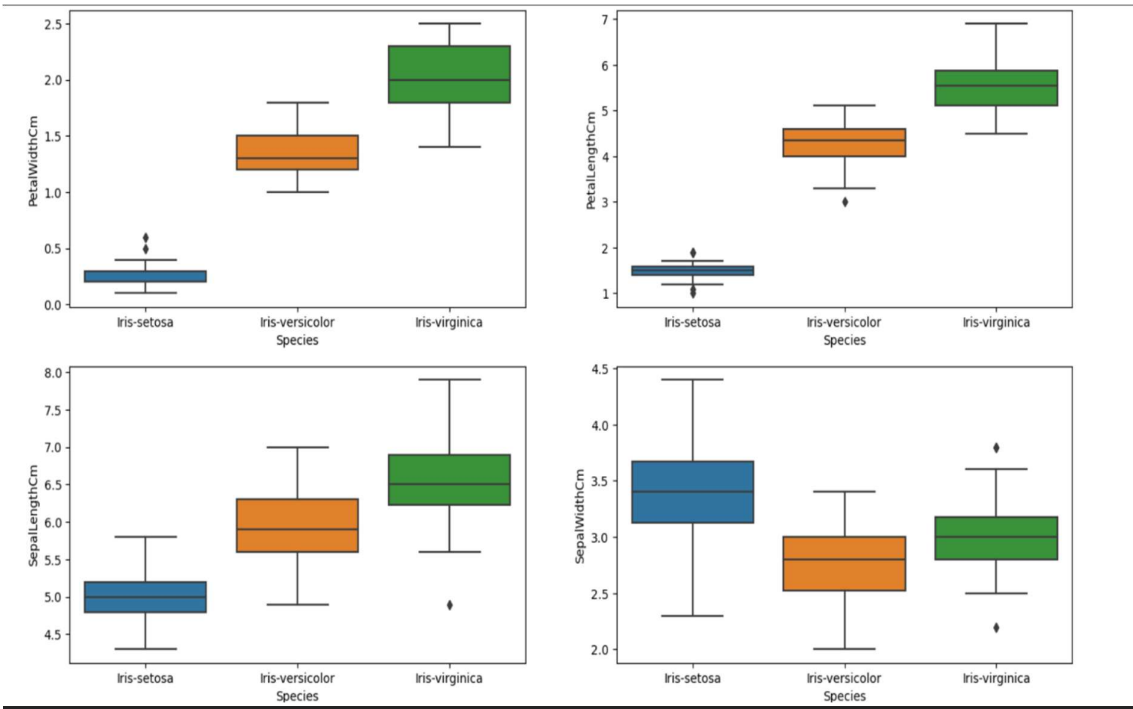 PetalWidthCm
2.5
2.0
1.5
1.0
0.5
0.0
Iris-setosa Iris-versicolor Iris-virginica
Species
PetalLengthCm
7
6
5
4
3
2
1
Iris-setosa Iris-versicolor Iris-virginica
Species
SepalLengthCm
8.0
7.5
7.0
6.5
6.0
5.5
5.0
4.5
Iris-setosa Iris-versicolor Iris-virginica
Species
SepalWidthCm
4.5
4.0
3.5
3.0
2.5
2.0
Iris-setosa Iris-versicolor Iris-virginica
Species